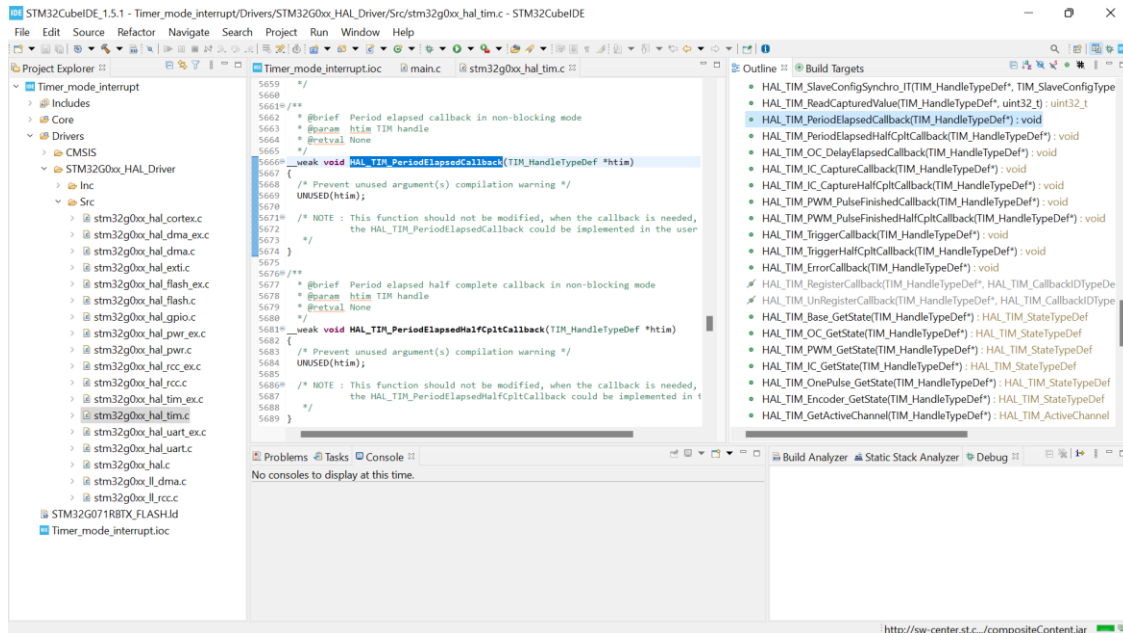 IDE STM32CubeIDE_1.5.1 - Timer_mode_interrupt/Drivers/STM32G0xx_HAL_Driver/Src/stm32g0xx_hal_tim.c - STM32CubeIDE
File Edit Source Refactor Navigate Search Project Run Window Help
Project Explorer
Timer_mode_interrupt
Includes
Core
Drivers
CMSIS
STM32G0xx_HAL_Driver
Inc
Src
stm32g0xx_hal_cortex.c
stm32g0xx_hal_dma_ex.c
stm32g0xx_hal_dma.c
stm32g0xx_hal_exti.c
stm32g0xx_hal_flash_ex.c
stm32g0xx_hal_flash.c
stm32g0xx_hal_gpio.c
stm32g0xx_hal_pwr_ex.c
stm32g0xx_hal_pwr.c
stm32g0xx_hal_rcc_ex.c
stm32g0xx_hal_rcc.c
stm32g0xx_hal_tim_ex.c
stm32g0xx_hal_tim.c
stm32g0xx_hal_uart_ex.c
stm32g0xx_hal_uart.c
stm32g0xx_hal.c
stm32g0xx_ll_dma.c
stm32g0xx_ll_rcc.c
STM32G071RBTX_FLASH.ld
Timer_mode_interrupt.ioc
Timer_mode_interrupt.ioc main.c stm32g0xx_hal_tim.c
5659 */
5660
5661 /**
5662 * @brief Period elapsed callback in non-blocking mode
5663 * @param htim TIM handle
5664 * @retval None
5665 */
5666 __weak void HAL_TIM_PeriodElapsedCallback(TIM_HandleTypeDef *htim)
5667 {
5668 /* Prevent unused argument(s) compilation warning */
5669 UNUSED(htim);
5670
5671 /* NOTE : This function should not be modified, when the callback is needed,
5672 the HAL_TIM_PeriodElapsedCallback could be implemented in the user
5673 */
5674 }
5675
5676 /**
5677 * @brief Period elapsed half complete callback in non-blocking mode
5678 * @param htim TIM handle
5679 * @retval None
5680 */
5681 __weak void HAL_TIM_PeriodElapsedHalfCpltCallback(TIM_HandleTypeDef *htim)
5682 {
5683 /* Prevent unused argument(s) compilation warning */
5684 UNUSED(htim);
5685
5686 /* NOTE : This function should not be modified, when the callback is needed,
5687 the HAL_TIM_PeriodElapsedHalfCpltCallback could be implemented in t
5688 */
5689 }
Outline Build Targets
HAL_TIM_SlaveConfigSynchro_IT(TIM_HandleTypeDef*, TIM_SlaveConfigType
HAL_TIM_ReadCapturedValue(TIM_HandleTypeDef*, uint32_t) : uint32_t
HAL_TIM_PeriodElapsedCallback(TIM_HandleTypeDef*) : void
HAL_TIM_PeriodElapsedHalfCpltCallback(TIM_HandleTypeDef*) : void
HAL_TIM_OC_DelayElapsedCallback(TIM_HandleTypeDef*) : void
HAL_TIM_IC_CaptureCallback(TIM_HandleTypeDef*) : void
HAL_TIM_IC_CaptureHalfCpltCallback(TIM_HandleTypeDef*) : void
HAL_TIM_PWM_PulseFinishedCallback(TIM_HandleTypeDef*) : void
HAL_TIM_PWM_PulseFinishedHalfCpltCallback(TIM_HandleTypeDef*) : void
HAL_TIM_TriggerCallback(TIM_HandleTypeDef*) : void
HAL_TIM_TriggerHalfCpltCallback(TIM_HandleTypeDef*) : void
HAL_TIM_ErrorCallback(TIM_HandleTypeDef*) : void
HAL_TIM_RegisterCallback(TIM_HandleTypeDef*, HAL_TIM_CallbackIDTypeDe
HAL_TIM_UnRegisterCallback(TIM_HandleTypeDef*, HAL_TIM_CallbackIDType
HAL_TIM_Base_GetState(TIM_HandleTypeDef*) : HAL_TIM_StateTypeDef
HAL_TIM_OC_GetState(TIM_HandleTypeDef*) : HAL_TIM_StateTypeDef
HAL_TIM_PWM_GetState(TIM_HandleTypeDef*) : HAL_TIM_StateTypeDef
HAL_TIM_IC_GetState(TIM_HandleTypeDef*) : HAL_TIM_StateTypeDef
HAL_TIM_OnePulse_GetState(TIM_HandleTypeDef*) : HAL_TIM_StateTypeDef
HAL_TIM_Encoder_GetState(TIM_HandleTypeDef*) : HAL_TIM_StateTypeDef
HAL_TIM_GetActiveChannel(TIM_HandleTypeDef*) : HAL_TIM_ActiveChannel
Problems Tasks Console
No consoles to display at this time.
Build Analyzer Static Stack Analyzer Debug
http://sw-center.st.c.../compositeContent.jar